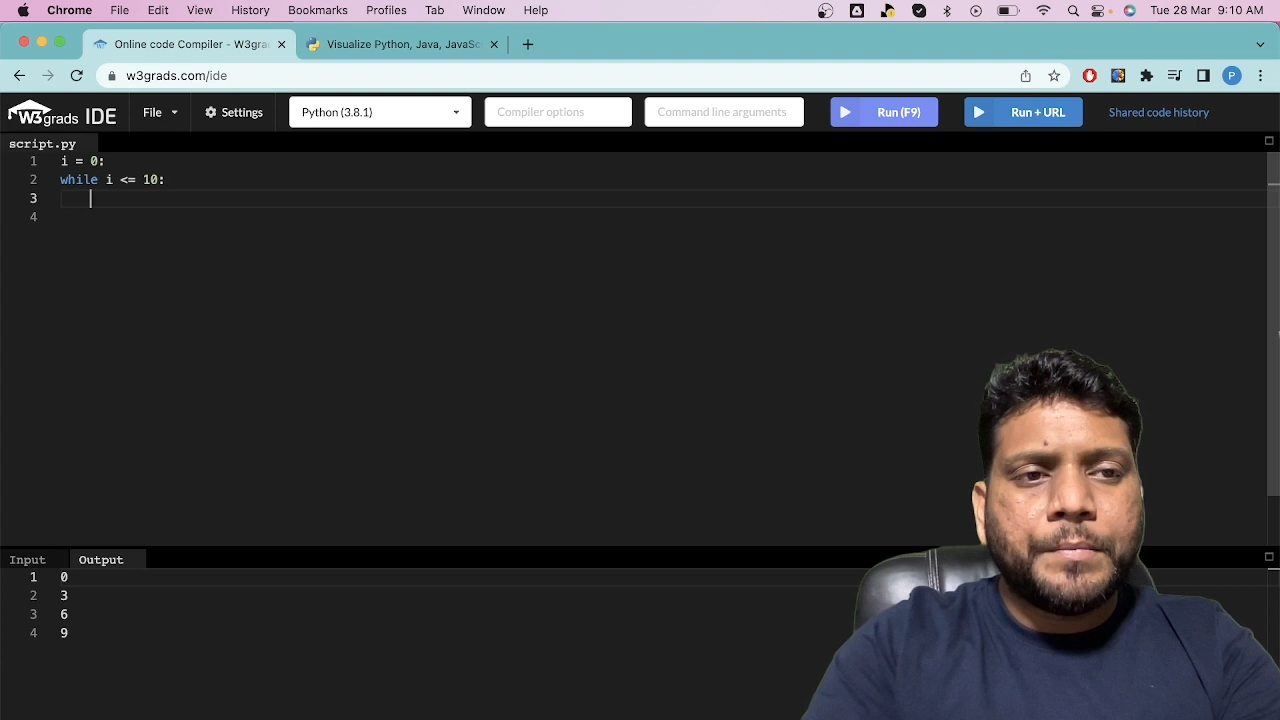 Chrome File Edit View History Bookmarks Profiles Tab Window Help Tue 28 Mar 9:10 AM
Online code Compiler - W3gra Visualize Python, Java, JavaSc
w3grads.com/ide P
W3grads IDE File Settings Python (3.8.1) Compiler options Command line arguments Run (F9) Run + URL Shared code history
script.py
1 i = 0:
2 while i <= 10:
3
4
Input Output
1 0
2 3
3 6
4 9